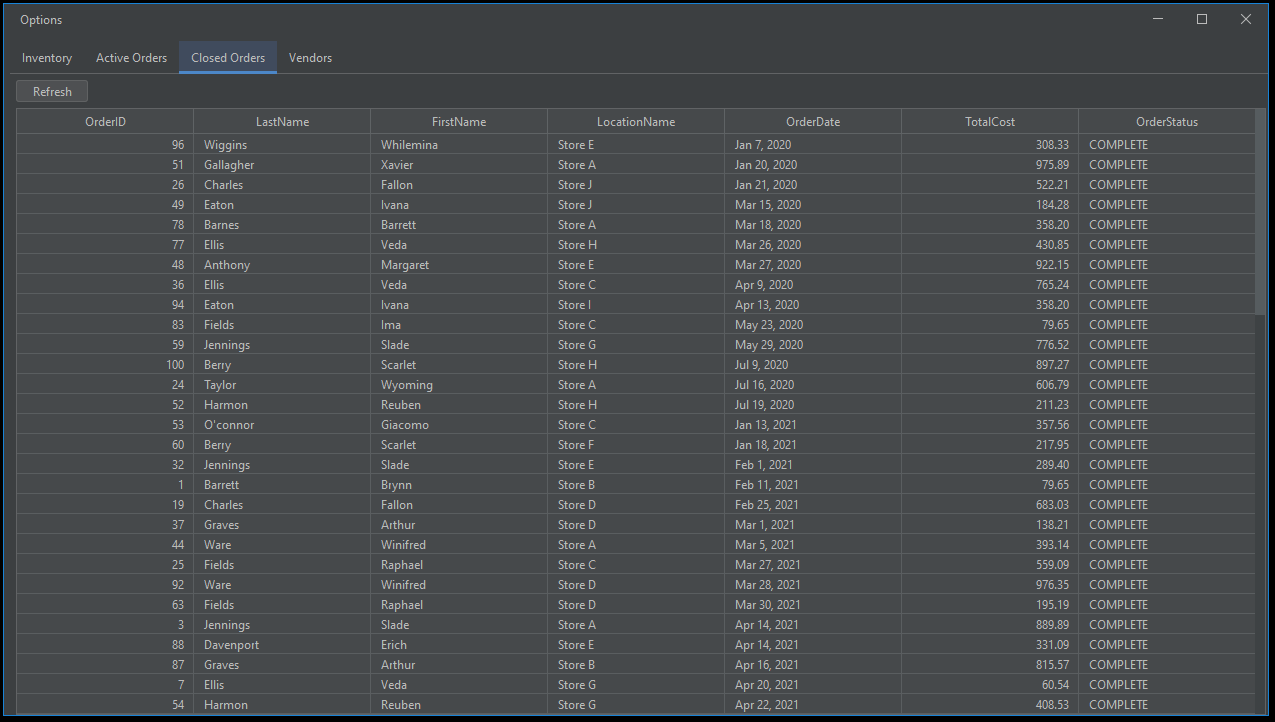 Options
Inventory Active Orders Closed Orders Vendors
Refresh
OrderID LastName FirstName LocationName OrderDate TotalCost OrderStatus
96 Wiggins Whilemina Store E Jan 7, 2020 308.33 COMPLETE
51 Gallagher Xavier Store A Jan 20, 2020 975.89 COMPLETE
26 Charles Fallon Store J Jan 21, 2020 522.21 COMPLETE
49 Eaton Ivana Store J Mar 15, 2020 184.28 COMPLETE
78 Barnes Barrett Store A Mar 18, 2020 358.20 COMPLETE
77 Ellis Veda Store H Mar 26, 2020 430.85 COMPLETE
48 Anthony Margaret Store E Mar 27, 2020 922.15 COMPLETE
36 Ellis Veda Store C Apr 9, 2020 765.24 COMPLETE
94 Eaton Ivana Store I Apr 13, 2020 358.20 COMPLETE
83 Fields Ima Store C May 23, 2020 79.65 COMPLETE
59 Jennings Slade Store G May 29, 2020 776.52 COMPLETE
100 Berry Scarlet Store H Jul 9, 2020 897.27 COMPLETE
24 Taylor Wyoming Store A Jul 16, 2020 606.79 COMPLETE
52 Harmon Reuben Store H Jul 19, 2020 211.23 COMPLETE
53 O'connor Giacomo Store C Jan 13, 2021 357.56 COMPLETE
60 Berry Scarlet Store F Jan 18, 2021 217.95 COMPLETE
32 Jennings Slade Store E Feb 1, 2021 289.40 COMPLETE
1 Barrett Brynn Store B Feb 11, 2021 79.65 COMPLETE
19 Charles Fallon Store D Feb 25, 2021 683.03 COMPLETE
37 Graves Arthur Store D Mar 1, 2021 138.21 COMPLETE
44 Ware Winifred Store A Mar 5, 2021 393.14 COMPLETE
25 Fields Raphael Store C Mar 27, 2021 559.09 COMPLETE
92 Ware Winifred Store D Mar 28, 2021 976.35 COMPLETE
63 Fields Raphael Store D Mar 30, 2021 195.19 COMPLETE
3 Jennings Slade Store A Apr 14, 2021 889.89 COMPLETE
88 Davenport Erich Store E Apr 14, 2021 331.09 COMPLETE
87 Graves Arthur Store B Apr 16, 2021 815.57 COMPLETE
7 Ellis Veda Store G Apr 20, 2021 60.54 COMPLETE
54 Harmon Reuben Store G Apr 22, 2021 408.53 COMPLETE